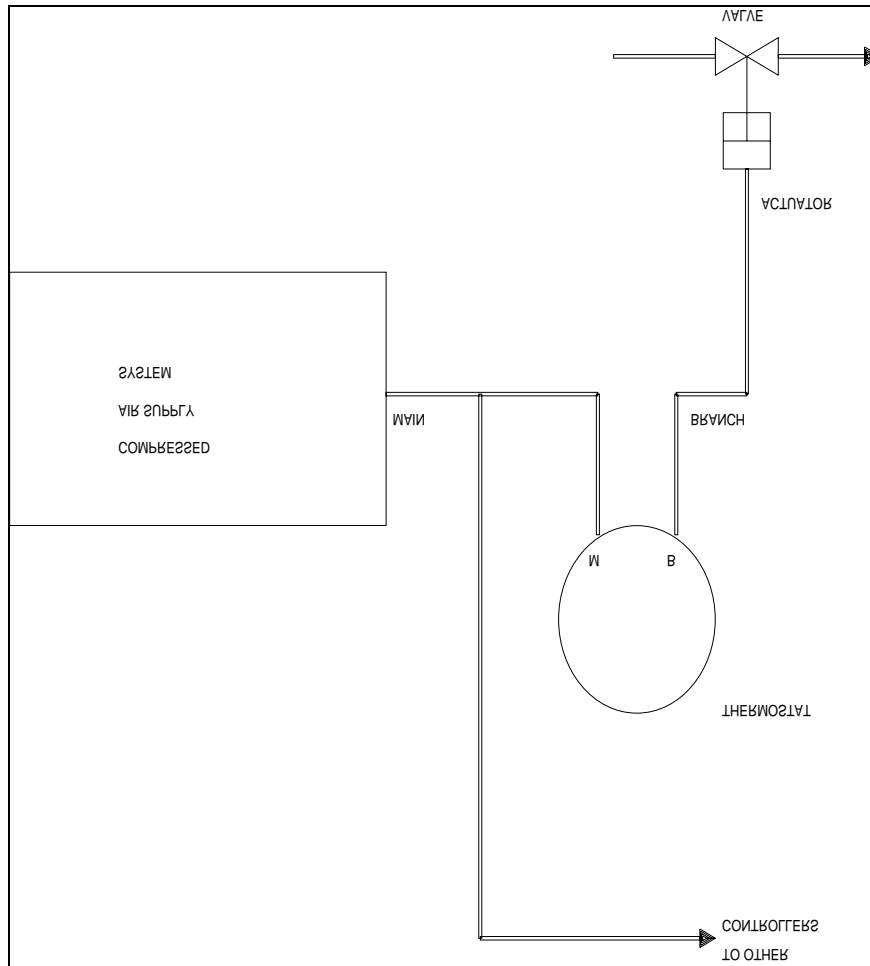 TO OTHER
CONTROLLERS
THERMOSTAT
M
B
COMPRESSED
AIR SUPPLY
SYSTEM
MAIN
BRANCH
ACTUATOR
VALVE